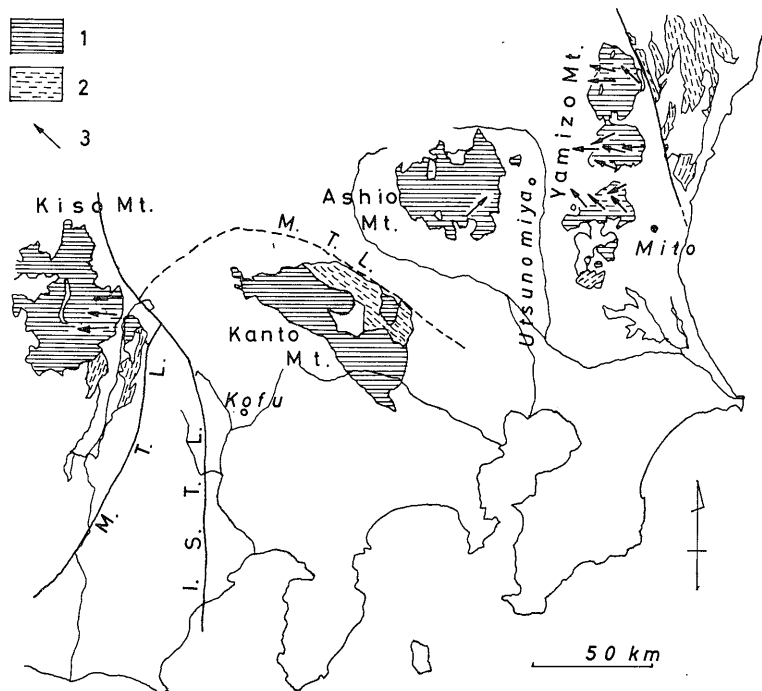 1
2
3
Kiso Mt.
Ashio
Mt.
Yamizo Mt.
Utsunomiya
Mito
M. T. L.
Kanto
Mt.
Kofu
M. T. L.
I. S. T. L.
50 km